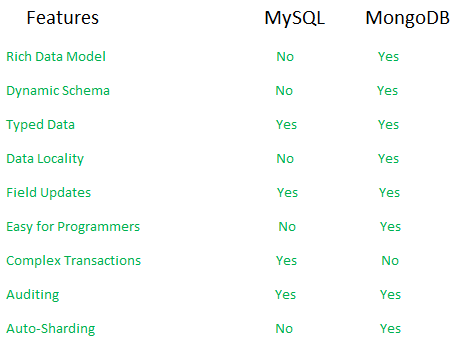 Features MySQL MongoDB
Rich Data Model No Yes
Dynamic Schema No Yes
Typed Data Yes Yes
Data Locality No Yes
Field Updates Yes Yes
Easy for Programmers No Yes
Complex Transactions Yes No
Auditing Yes Yes
Auto-Sharding No Yes